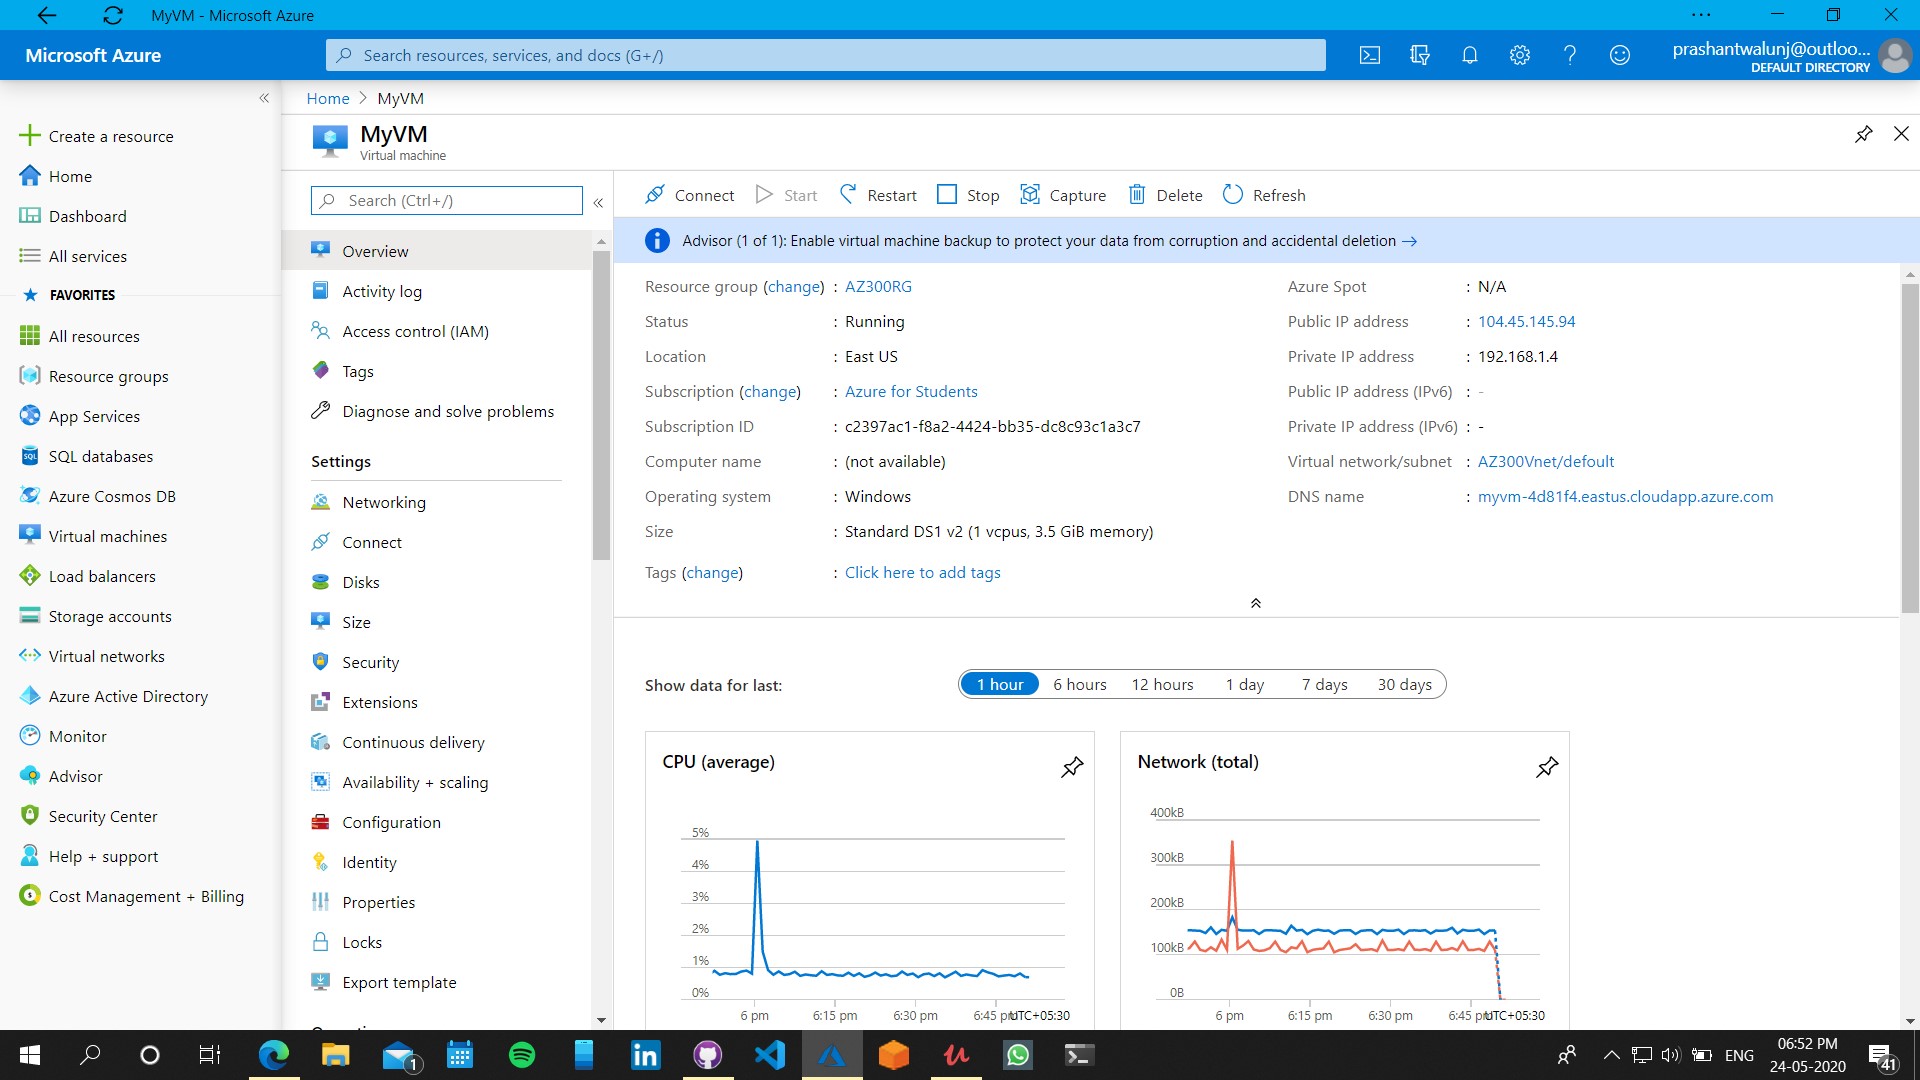 MyVM - Microsoft Azure
Microsoft Azure
Search resources, services, and docs (G+/)
prashantwalunj@outloo...
DEFAULT DIRECTORY
Create a resource
Home
Dashboard
All services
FAVORITES
All resources
Resource groups
App Services
SQL databases
Azure Cosmos DB
Virtual machines
Load balancers
Storage accounts
Virtual networks
Azure Active Directory
Monitor
Advisor
Security Center
Help + support
Cost Management + Billing
Home > MyVM
MyVM
Virtual machine
Search (Ctrl+/)
Overview
Activity log
Access control (IAM)
Tags
Diagnose and solve problems
Settings
Networking
Connect
Disks
Size
Security
Extensions
Continuous delivery
Availability + scaling
Configuration
Identity
Properties
Locks
Export template
Connect Start Restart Stop Capture Delete Refresh
Advisor (1 of 1): Enable virtual machine backup to protect your data from corruption and accidental deletion →
Resource group (change) : AZ300RG
Status : Running
Location : East US
Subscription (change) : Azure for Students
Subscription ID : c2397ac1-f8a2-4424-bb35-dc8c93c1a3c7
Computer name : (not available)
Operating system : Windows
Size : Standard DS1 v2 (1 vcpus, 3.5 GiB memory)
Tags (change) : Click here to add tags
Azure Spot : N/A
Public IP address : 104.45.145.94
Private IP address : 192.168.1.4
Public IP address (IPv6) : -
Private IP address (IPv6) : -
Virtual network/subnet : AZ300Vnet/defoult
DNS name : myvm-4d81f4.eastus.cloudapp.azure.com
Show data for last:
1 hour 6 hours 12 hours 1 day 7 days 30 days
CPU (average)
5%
4%
3%
2%
1%
0%
6 pm 6:15 pm 6:30 pm 6:45 pm UTC+05:30
Network (total)
400kB
300kB
200kB
100kB
0B
6 pm 6:15 pm 6:30 pm 6:45 pm UTC+05:30
1
ENG
06:52 PM
24-05-2020
41